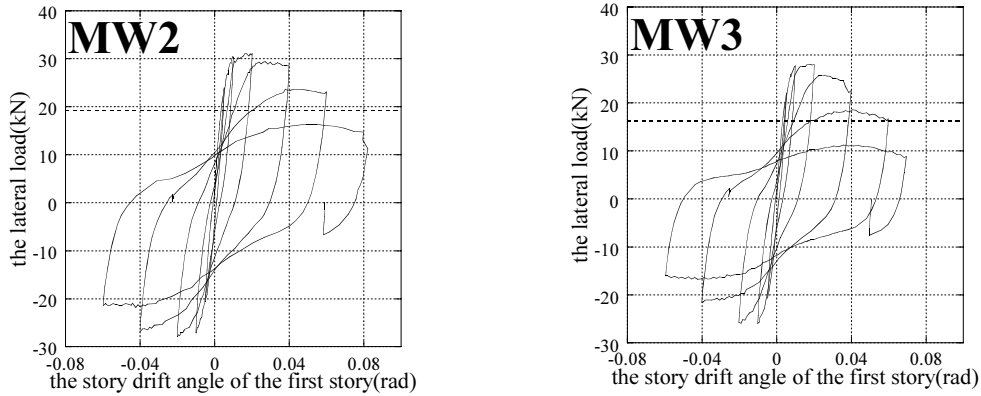 MW2
the lateral load(kN)
40
30
20
10
0
-10
-20
-30
-0.08 -0.04 0 0.04 0.08
the story drift angle of the first story(rad)
MW3
the lateral load(kN)
40
30
20
10
0
-10
-20
-30
-0.08 -0.04 0 0.04 0.08
the story drift angle of the first story(rad)